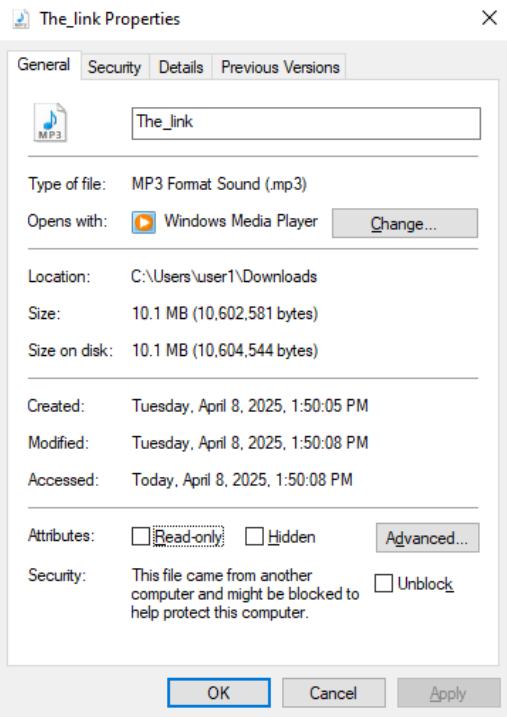 The_link Properties
General Security Details Previous Versions
MP3
The_link
Type of file: MP3 Format Sound (.mp3)
Opens with: Windows Media Player Change...
Location: C:\Users\user1\Downloads
Size: 10.1 MB (10,602,581 bytes)
Size on disk: 10.1 MB (10,604,544 bytes)
Created: Tuesday, April 8, 2025, 1:50:05 PM
Modified: Tuesday, April 8, 2025, 1:50:08 PM
Accessed: Today, April 8, 2025, 1:50:08 PM
Attributes: Read-only Hidden Advanced...
Security: This file came from another
computer and might be blocked to
help protect this computer.
Unblock
OK Cancel Apply